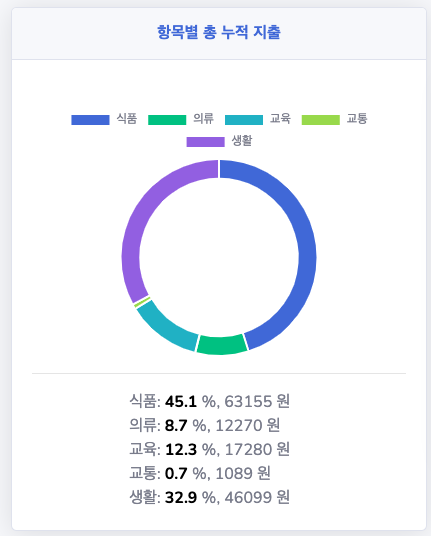 항목별 총 누적 지출
식품 의류 교육 교통
생활
식품: 45.1 %, 63155 원
의류: 8.7 %, 12270 원
교육: 12.3 %, 17280 원
교통: 0.7 %, 1089 원
생활: 32.9 %, 46099 원